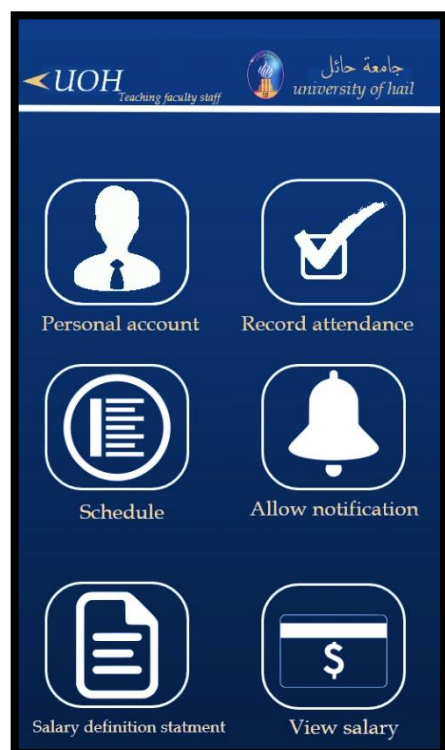 UOH
Teaching faculty staff
جامعة حائل
university of hail
Personal account
Record attendance
Schedule
Allow notification
$
Salary definition statment
View salary